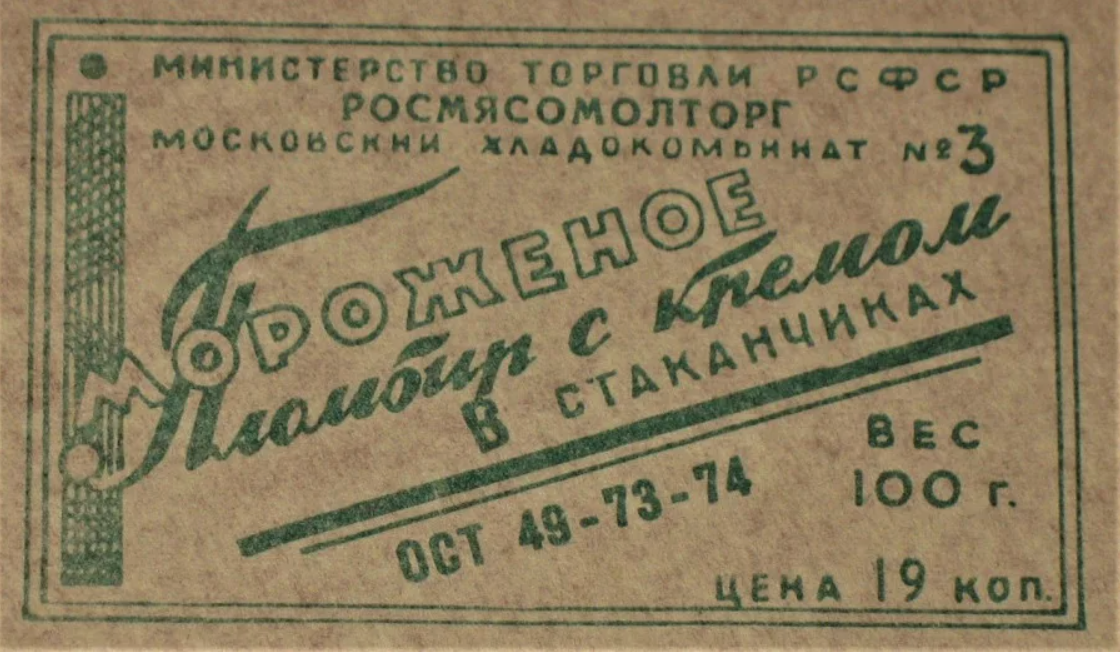 МИНИСТЕРСТВО ТОРГОВЛИ РСФСР
РОСМЯСОМОЛТОРГ
МОСКОВСКИЙ ХЛАДОКОМБИНАТ №3
МОРОЖЕНОЕ
Пломбир с кремом
В СТАКАНЧИКАХ
ОСТ 49-73-74
ВЕС
100 г.
ЦЕНА 19 КОП.